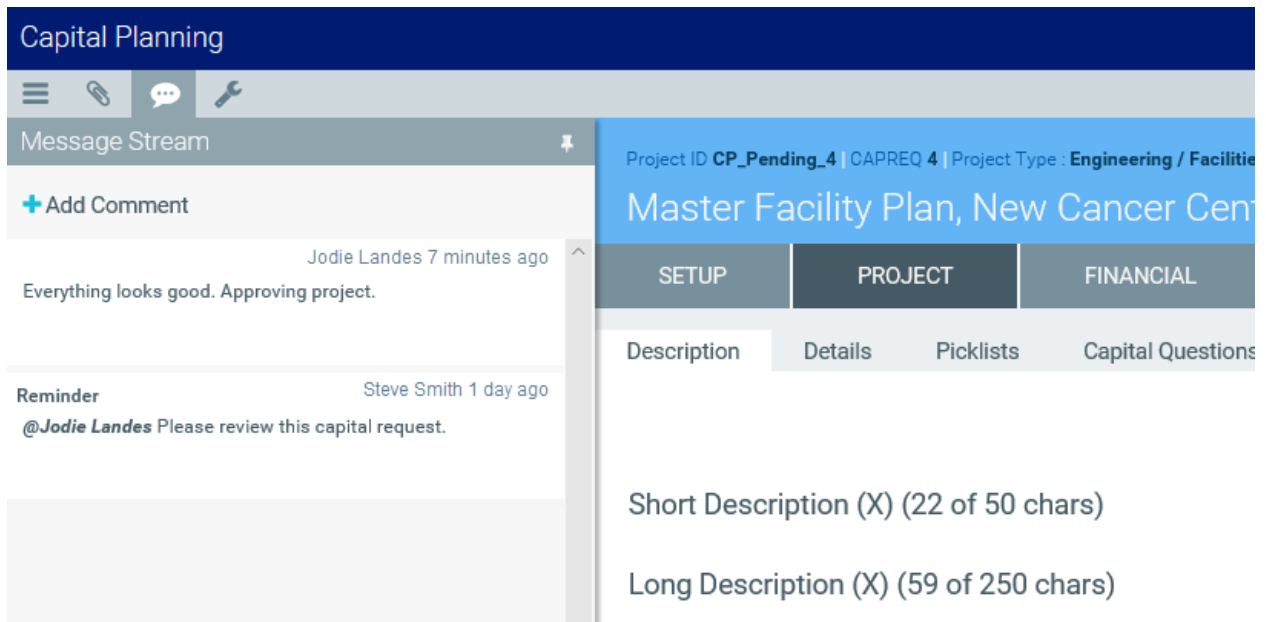 Capital Planning
Message Stream
Add Comment
Jodie Landes 7 minutes ago
Everything looks good. Approving project.
Reminder
Steve Smith 1 day ago
@Jodie Landes Please review this capital request.
Project ID CP_Pending_4 | CAPREQ 4 | Project Type : Engineering / Facilitie
Master Facility Plan, New Cancer Cen
SETUP PROJECT FINANCIAL
Description Details Picklists Capital Questions
Short Description (X) (22 of 50 chars)
Long Description (X) (59 of 250 chars)